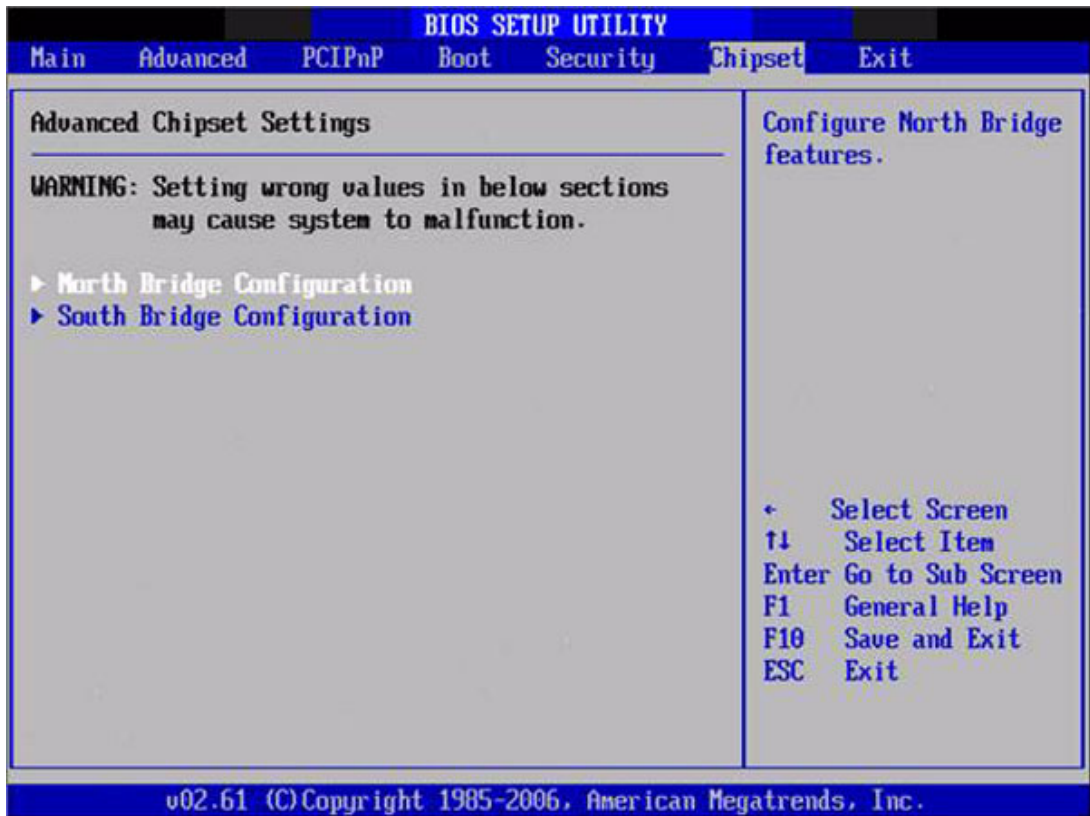 BIOS SETUP UTILITY
Main Advanced PCIPnP Boot Security Chipset Exit
Advanced Chipset Settings
WARNING: Setting wrong values in below sections
may cause system to malfunction.
▶ North Bridge Configuration
▶ South Bridge Configuration
Configure North Bridge
features.
← Select Screen
↑↓ Select Item
Enter Go to Sub Screen
F1 General Help
F10 Save and Exit
ESC Exit
v02.61 (C)Copyright 1985-2006, American Megatrends, Inc.